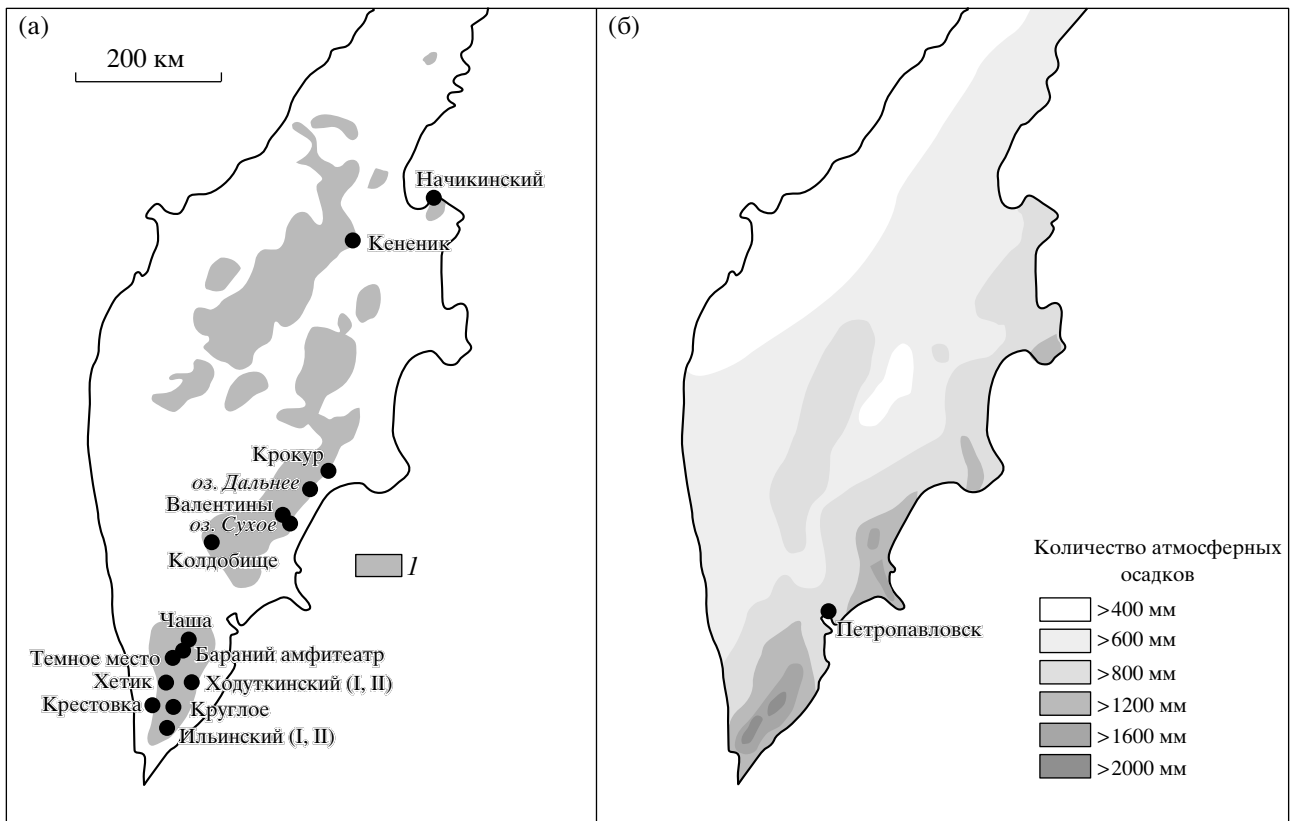 (а)
200 км
Начикинский
Кененик
Крокур
оз. Дальнее
Валентины
оз. Сухое
Колдобище
1
Чаша
Бараний амфитеатр
Темное место
Хетик
Ходуткинский (I, II)
Крестовка
Круглое
Ильинский (I, II)
(б)
Петропавловск
Количество атмосферных
осадков
>400 мм
>600 мм
>800 мм
>1200 мм
>1600 мм
>2000 мм